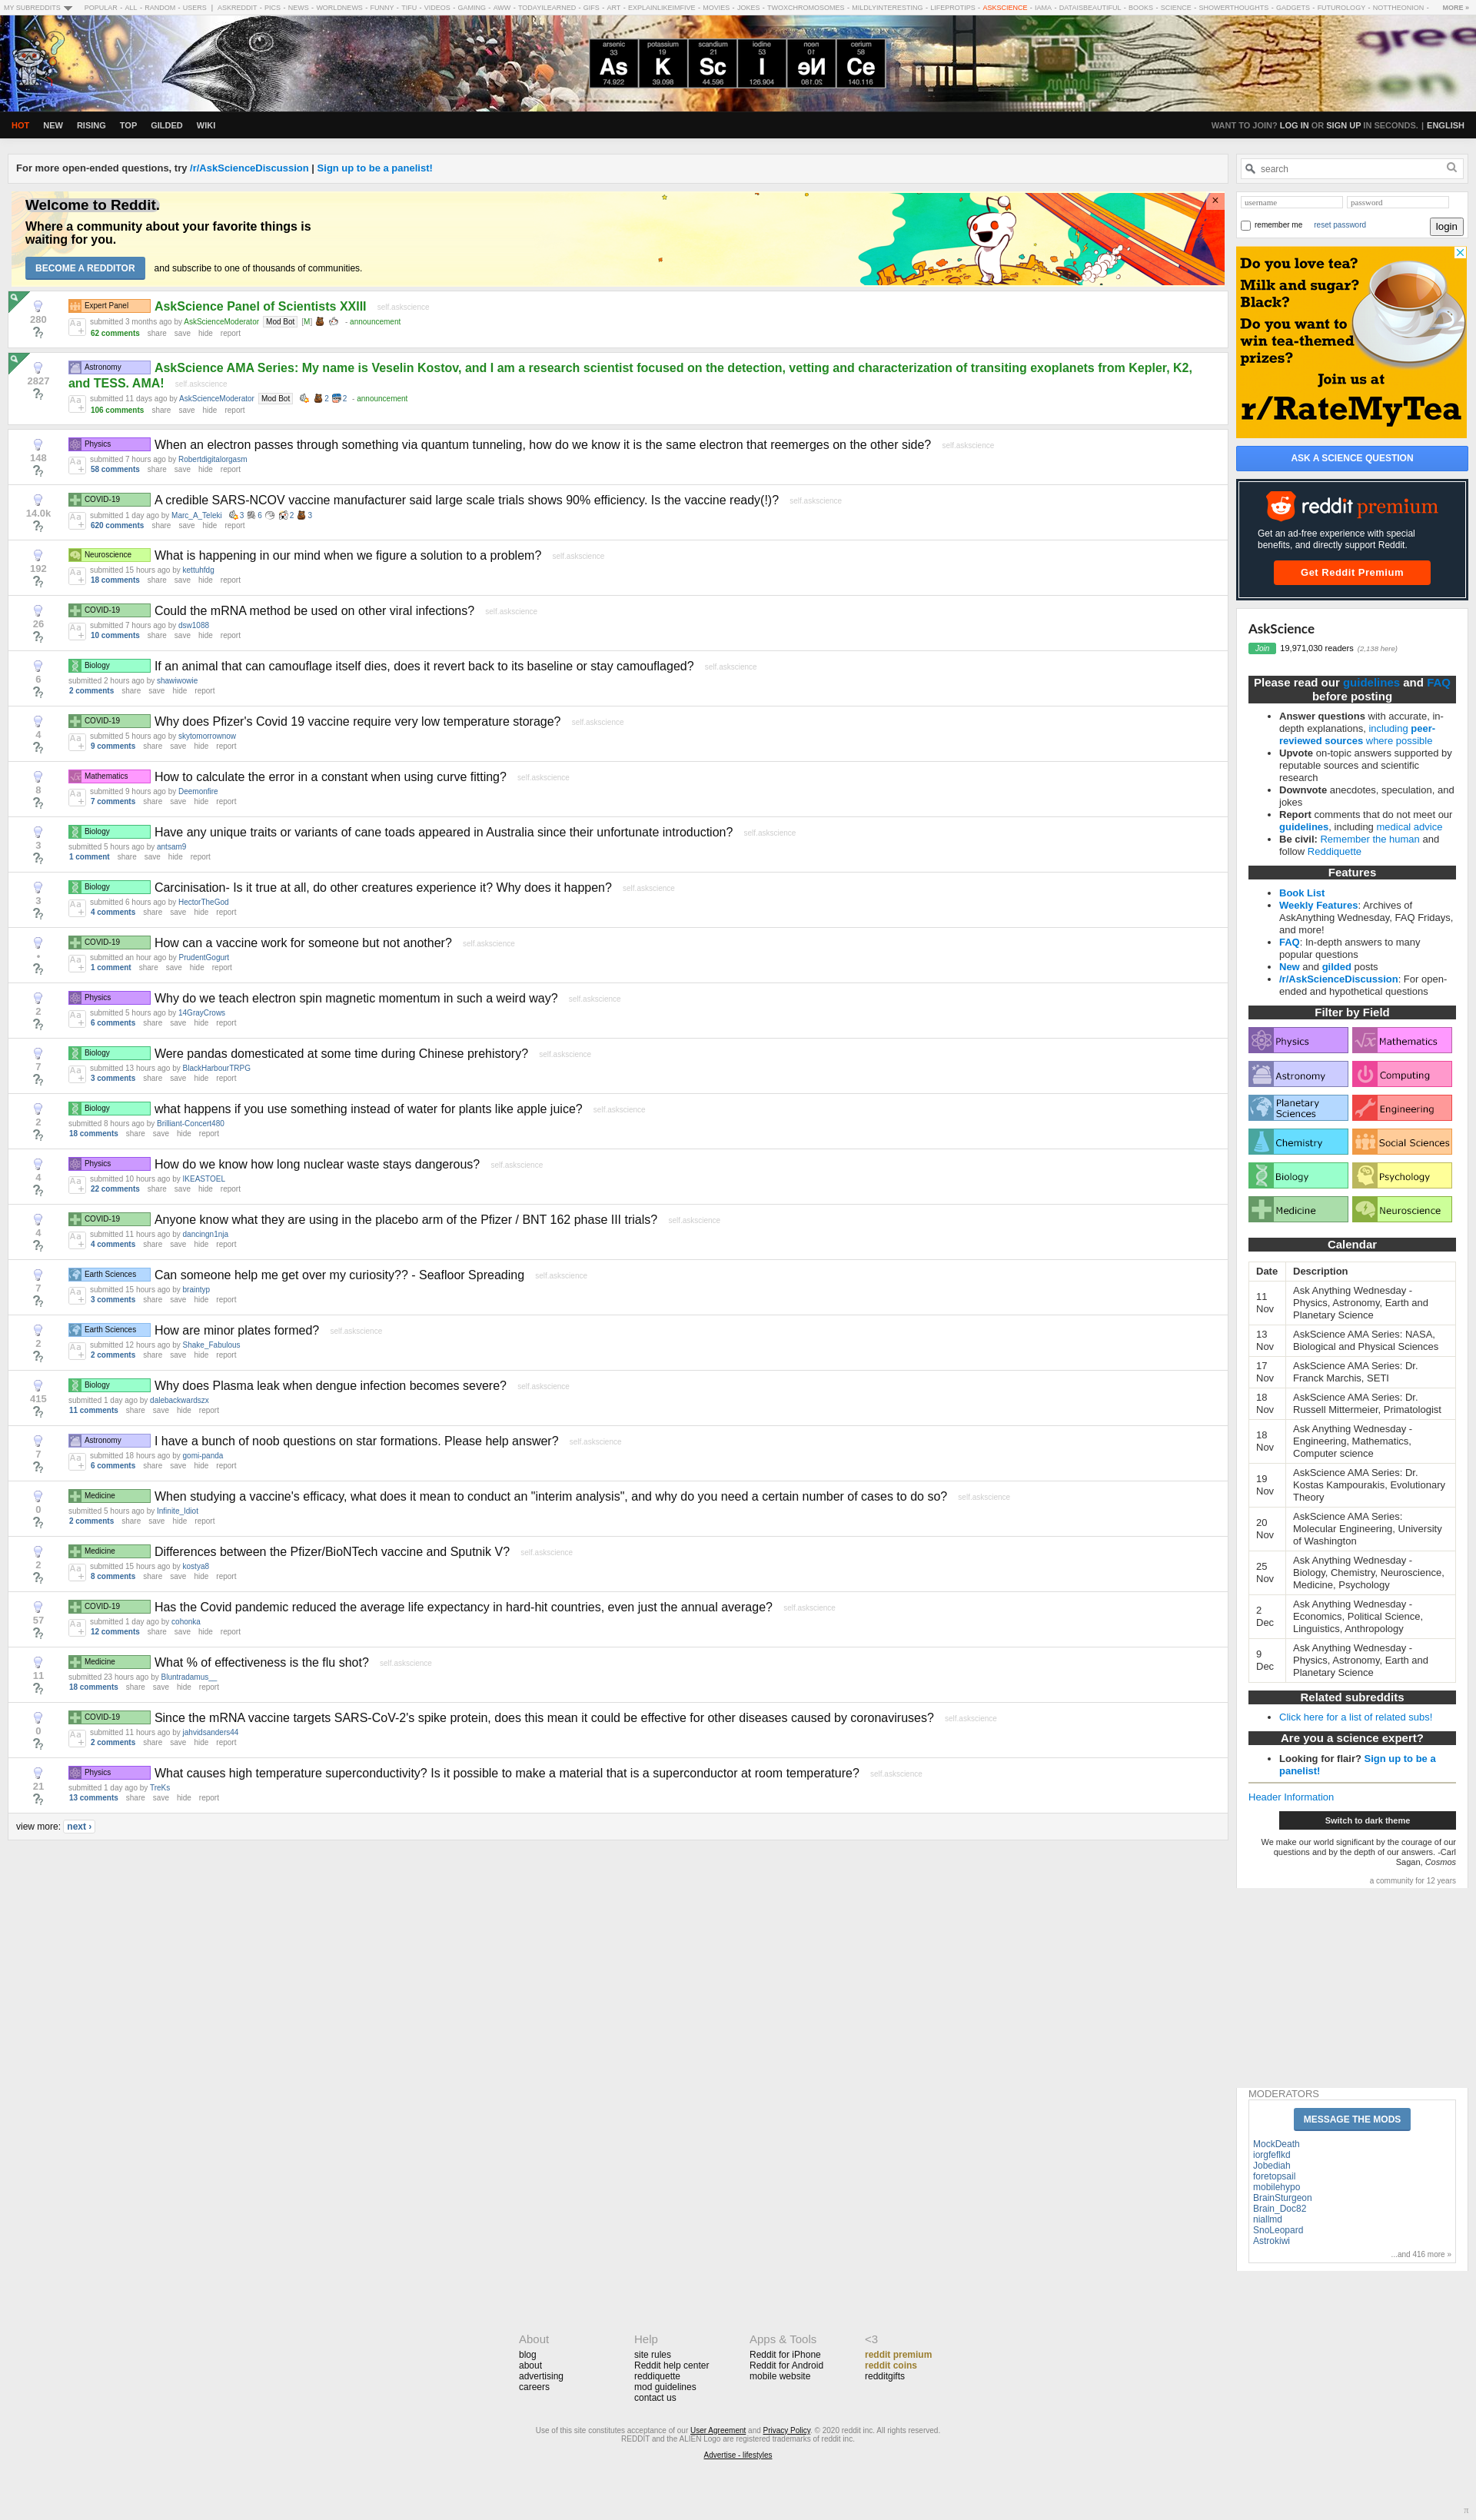 MY SUBREDDITS POPULAR - ALL - RANDOM - USERS | ASKREDDIT - PICS - NEWS - WORLDNEWS - FUNNY - TIFU - VIDEOS - GAMING - AWW - TODAYILEARNED - GIFS - ART - EXPLAINLIKEIMFIVE - MOVIES - JOKES - TWOXCHROMOSOMES - MILDLYINTERESTING - LIFEPROTIPS - ASKSCIENCE - IAMA - DATAISBEAUTIFUL - BOOKS - SCIENCE - SHOWERTHOUGHTS - GADGETS - FUTUROLOGY - NOTTHEONION - MORE »
arsenic potassium scandium iodine neon cerium
33 19 21 53 10 58
As K Sc I Ne Ce
74.922 39.098 44.596 126.904 20.180 140.116
HOT NEW RISING TOP GILDED WIKI
WANT TO JOIN? LOG IN OR SIGN UP IN SECONDS. | ENGLISH
For more open-ended questions, try /r/AskScienceDiscussion | Sign up to be a panelist!
Welcome to Reddit.
Where a community about your favorite things is
waiting for you.
BECOME A REDDITOR and subscribe to one of thousands of communities.
×
280
Expert Panel AskScience Panel of Scientists XXIII self.askscience
submitted 3 months ago by AskScienceModerator Mod Bot [M] - announcement
62 comments share save hide report
2827
Astronomy AskScience AMA Series: My name is Veselin Kostov, and I am a research scientist focused on the detection, vetting and characterization of transiting exoplanets from Kepler, K2,
and TESS. AMA! self.askscience
submitted 11 days ago by AskScienceModerator Mod Bot 2 2 - announcement
106 comments share save hide report
148
Physics When an electron passes through something via quantum tunneling, how do we know it is the same electron that reemerges on the other side? self.askscience
submitted 7 hours ago by Robertdigitalorgasm
58 comments share save hide report
14.0k
COVID-19 A credible SARS-NCOV vaccine manufacturer said large scale trials shows 90% efficiency. Is the vaccine ready(!)? self.askscience
submitted 1 day ago by Marc_A_Teleki 3 6 2 3
620 comments share save hide report
192
Neuroscience What is happening in our mind when we figure a solution to a problem? self.askscience
submitted 15 hours ago by kettuhfdg
18 comments share save hide report
26
COVID-19 Could the mRNA method be used on other viral infections? self.askscience
submitted 7 hours ago by dsw1088
10 comments share save hide report
6
Biology If an animal that can camouflage itself dies, does it revert back to its baseline or stay camouflaged? self.askscience
submitted 2 hours ago by shawiwowie
2 comments share save hide report
4
COVID-19 Why does Pfizer's Covid 19 vaccine require very low temperature storage? self.askscience
submitted 5 hours ago by skytomorrownow
9 comments share save hide report
8
Mathematics How to calculate the error in a constant when using curve fitting? self.askscience
submitted 9 hours ago by Deemonfire
7 comments share save hide report
3
Biology Have any unique traits or variants of cane toads appeared in Australia since their unfortunate introduction? self.askscience
submitted 5 hours ago by antsam9
1 comment share save hide report
3
Biology Carcinisation- Is it true at all, do other creatures experience it? Why does it happen? self.askscience
submitted 6 hours ago by HectorTheGod
4 comments share save hide report
•
COVID-19 How can a vaccine work for someone but not another? self.askscience
submitted an hour ago by PrudentGogurt
1 comment share save hide report
2
Physics Why do we teach electron spin magnetic momentum in such a weird way? self.askscience
submitted 5 hours ago by 14GrayCrows
6 comments share save hide report
7
Biology Were pandas domesticated at some time during Chinese prehistory? self.askscience
submitted 13 hours ago by BlackHarbourTRPG
3 comments share save hide report
2
Biology what happens if you use something instead of water for plants like apple juice? self.askscience
submitted 8 hours ago by Brilliant-Concert480
18 comments share save hide report
4
Physics How do we know how long nuclear waste stays dangerous? self.askscience
submitted 10 hours ago by IKEASTOEL
22 comments share save hide report
4
COVID-19 Anyone know what they are using in the placebo arm of the Pfizer / BNT 162 phase III trials? self.askscience
submitted 11 hours ago by dancingn1nja
4 comments share save hide report
7
Earth Sciences Can someone help me get over my curiosity?? - Seafloor Spreading self.askscience
submitted 15 hours ago by braintyp
3 comments share save hide report
2
Earth Sciences How are minor plates formed? self.askscience
submitted 12 hours ago by Shake_Fabulous
2 comments share save hide report
415
Biology Why does Plasma leak when dengue infection becomes severe? self.askscience
submitted 1 day ago by dalebackwardszx
11 comments share save hide report
7
Astronomy I have a bunch of noob questions on star formations. Please help answer? self.askscience
submitted 18 hours ago by gomi-panda
6 comments share save hide report
0
Medicine When studying a vaccine's efficacy, what does it mean to conduct an "interim analysis", and why do you need a certain number of cases to do so? self.askscience
submitted 5 hours ago by Infinite_Idiot
2 comments share save hide report
2
Medicine Differences between the Pfizer/BioNTech vaccine and Sputnik V? self.askscience
submitted 15 hours ago by kostya8
8 comments share save hide report
57
COVID-19 Has the Covid pandemic reduced the average life expectancy in hard-hit countries, even just the annual average? self.askscience
submitted 1 day ago by cohonka
12 comments share save hide report
11
Medicine What % of effectiveness is the flu shot? self.askscience
submitted 23 hours ago by Bluntradamus__
18 comments share save hide report
0
COVID-19 Since the mRNA vaccine targets SARS-CoV-2's spike protein, does this mean it could be effective for other diseases caused by coronaviruses? self.askscience
submitted 11 hours ago by jahvidsanders44
2 comments share save hide report
21
Physics What causes high temperature superconductivity? Is it possible to make a material that is a superconductor at room temperature? self.askscience
submitted 1 day ago by TreKs
13 comments share save hide report
view more: next ›
search
username password
remember me reset password login
Do you love tea?
Milk and sugar?
Black?
Do you want to
win tea-themed
prizes?
Join us at
r/RateMyTea
ASK A SCIENCE QUESTION
reddit premium
Get an ad-free experience with special
benefits, and directly support Reddit.
Get Reddit Premium
AskScience
Join 19,971,030 readers (2,138 here)
Please read our guidelines and FAQ
before posting
• Answer questions with accurate, in-
depth explanations, including peer-
reviewed sources where possible
• Upvote on-topic answers supported by
reputable sources and scientific
research
• Downvote anecdotes, speculation, and
jokes
• Report comments that do not meet our
guidelines, including medical advice
• Be civil: Remember the human and
follow Reddiquette
Features
• Book List
• Weekly Features: Archives of
AskAnything Wednesday, FAQ Fridays,
and more!
• FAQ: In-depth answers to many
popular questions
• New and gilded posts
• /r/AskScienceDiscussion: For open-
ended and hypothetical questions
Filter by Field
Physics Mathematics
Astronomy Computing
Planetary Sciences Engineering
Chemistry Social Sciences
Biology Psychology
Medicine Neuroscience
Calendar
Date Description
11 Nov Ask Anything Wednesday -
Physics, Astronomy, Earth and
Planetary Science
13 Nov AskScience AMA Series: NASA,
Biological and Physical Sciences
17 Nov AskScience AMA Series: Dr.
Franck Marchis, SETI
18 Nov AskScience AMA Series: Dr.
Russell Mittermeier, Primatologist
18 Nov Ask Anything Wednesday -
Engineering, Mathematics,
Computer science
19 Nov AskScience AMA Series: Dr.
Kostas Kampourakis, Evolutionary
Theory
20 Nov AskScience AMA Series:
Molecular Engineering, University
of Washington
25 Nov Ask Anything Wednesday -
Biology, Chemistry, Neuroscience,
Medicine, Psychology
2 Dec Ask Anything Wednesday -
Economics, Political Science,
Linguistics, Anthropology
9 Dec Ask Anything Wednesday -
Physics, Astronomy, Earth and
Planetary Science
Related subreddits
• Click here for a list of related subs!
Are you a science expert?
• Looking for flair? Sign up to be a
panelist!
Header Information
Switch to dark theme
We make our world significant by the courage of our
questions and by the depth of our answers. -Carl
Sagan, Cosmos
a community for 12 years
MODERATORS
MESSAGE THE MODS
MockDeath
iorgfeflkd
Jobediah
foretopsail
mobilehypo
BrainSturgeon
Brain_Doc82
niallmd
SnoLeopard
Astrokiwi
...and 416 more »
About
blog
about
advertising
careers
Help
site rules
Reddit help center
reddiquette
mod guidelines
contact us
Apps & Tools
Reddit for iPhone
Reddit for Android
mobile website
<3
reddit premium
reddit coins
redditgifts
Use of this site constitutes acceptance of our User Agreement and Privacy Policy. © 2020 reddit inc. All rights reserved.
REDDIT and the ALIEN Logo are registered trademarks of reddit inc.
Advertise - lifestyles
π